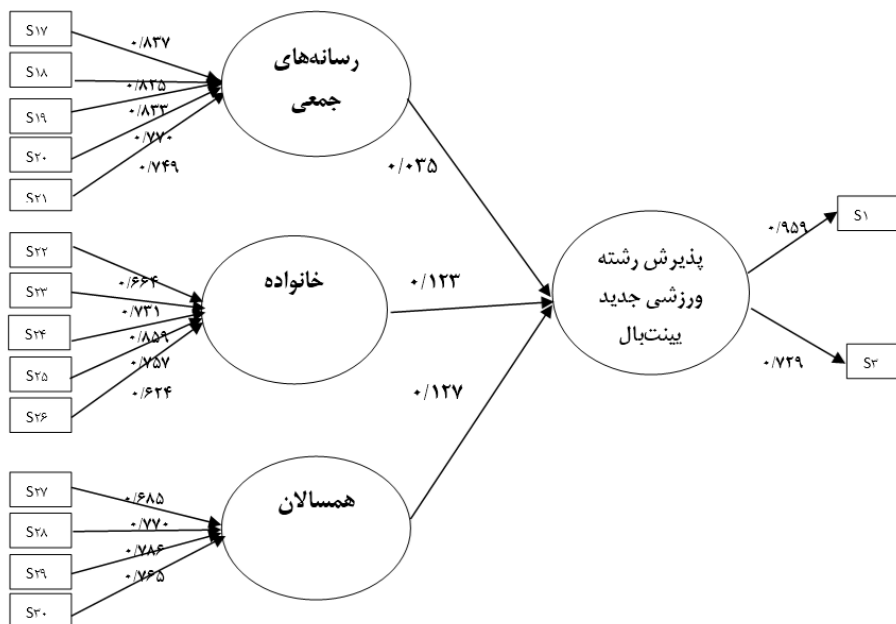 S۱۷
S۱۸
S۱۹
S۲۰
S۲۱
۰/۸۳۷
۰/۸۲۵
۰/۸۳۳
۰/۷۷۰
۰/۷۴۹
رسانه‌های
جمعی
۰/۰۳۵
S۲۲
S۲۳
S۲۴
S۲۵
S۲۶
۰/۶۶۴
۰/۷۳۱
۰/۸۵۹
۰/۷۵۷
۰/۶۲۴
خانواده
۰/۱۲۳
S۲۷
S۲۸
S۲۹
S۳۰
۰/۶۸۵
۰/۷۷۰
۰/۷۸۶
۰/۷۶۵
همسالان
۰/۱۲۷
پذیرش رشته
ورزشی جدید
پینت‌بال
۰/۹۵۹
S۱
۰/۷۲۹
S۳